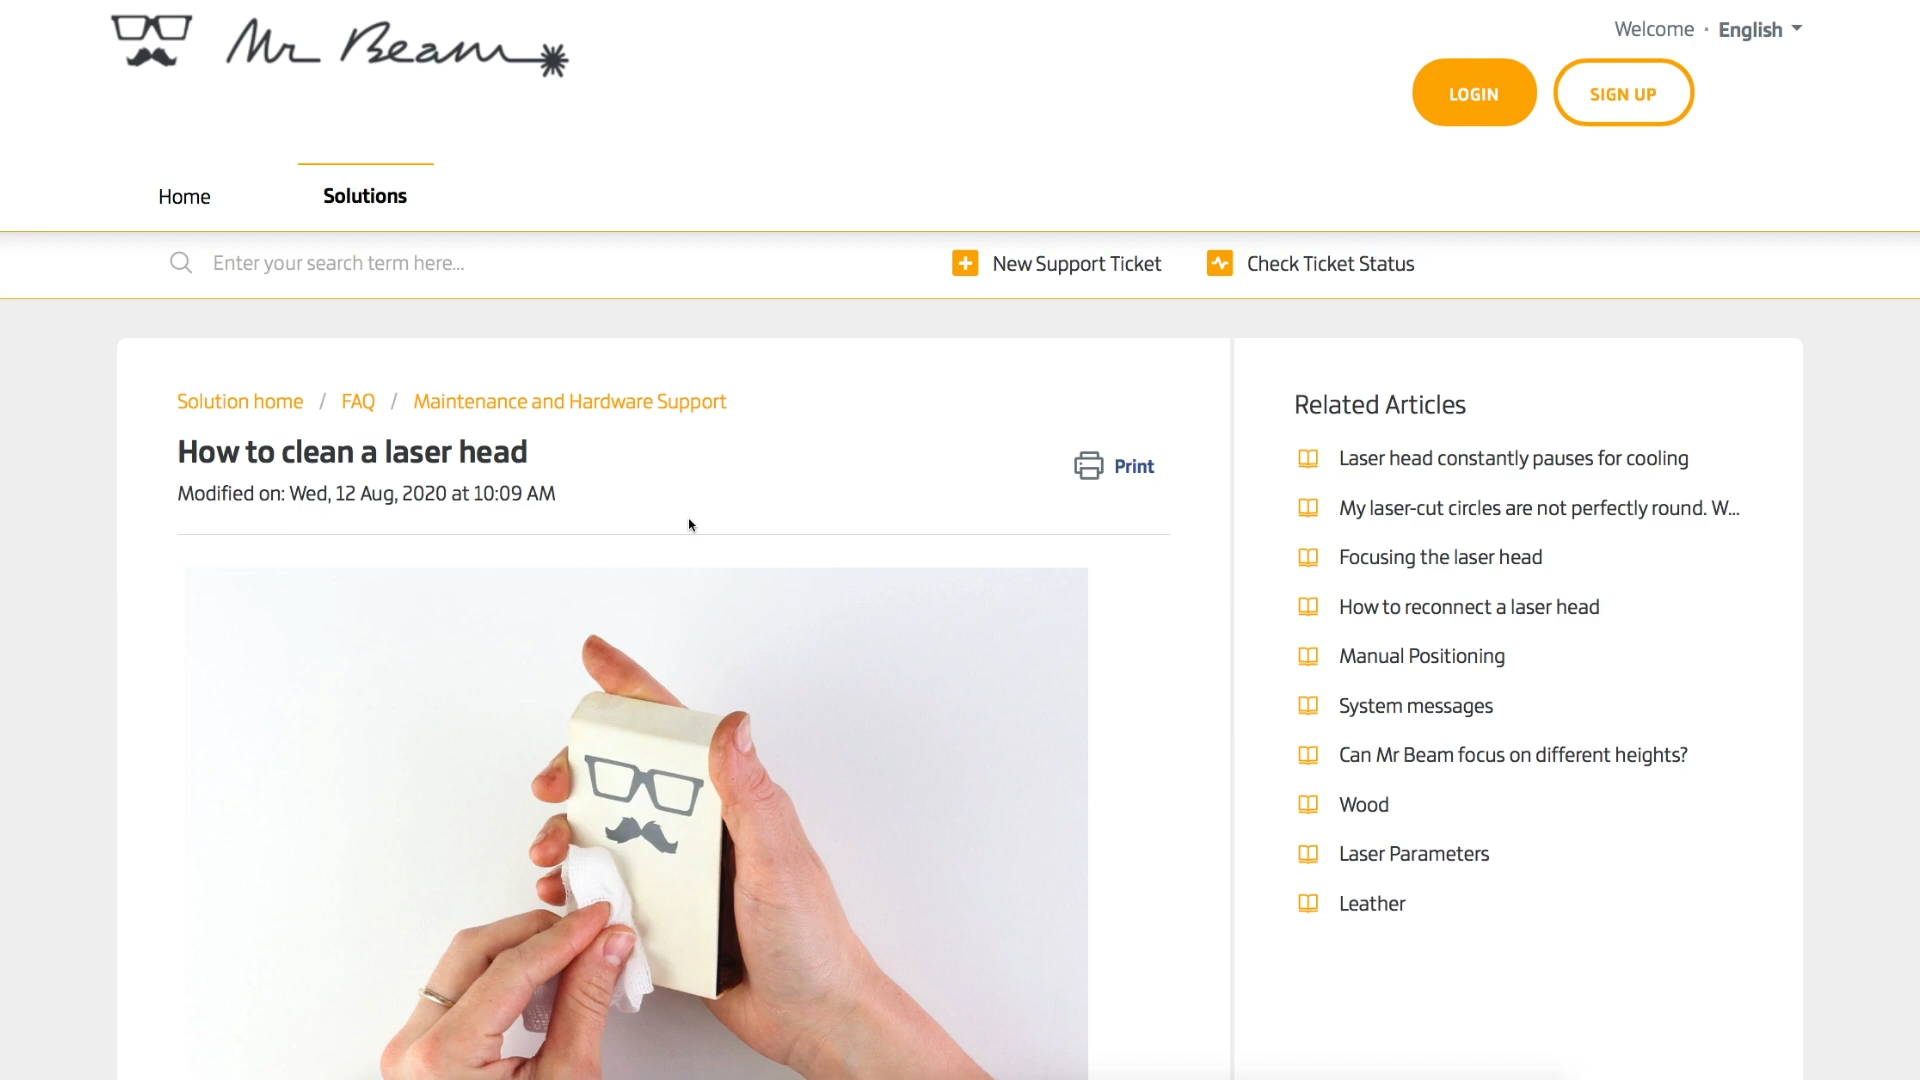 Mr Beam
Welcome · English
LOGIN
SIGN UP
Home
Solutions
Enter your search term here...
New Support Ticket
Check Ticket Status
Solution home / FAQ / Maintenance and Hardware Support
How to clean a laser head
Print
Modified on: Wed, 12 Aug, 2020 at 10:09 AM
Related Articles
Laser head constantly pauses for cooling
My laser-cut circles are not perfectly round. W...
Focusing the laser head
How to reconnect a laser head
Manual Positioning
System messages
Can Mr Beam focus on different heights?
Wood
Laser Parameters
Leather